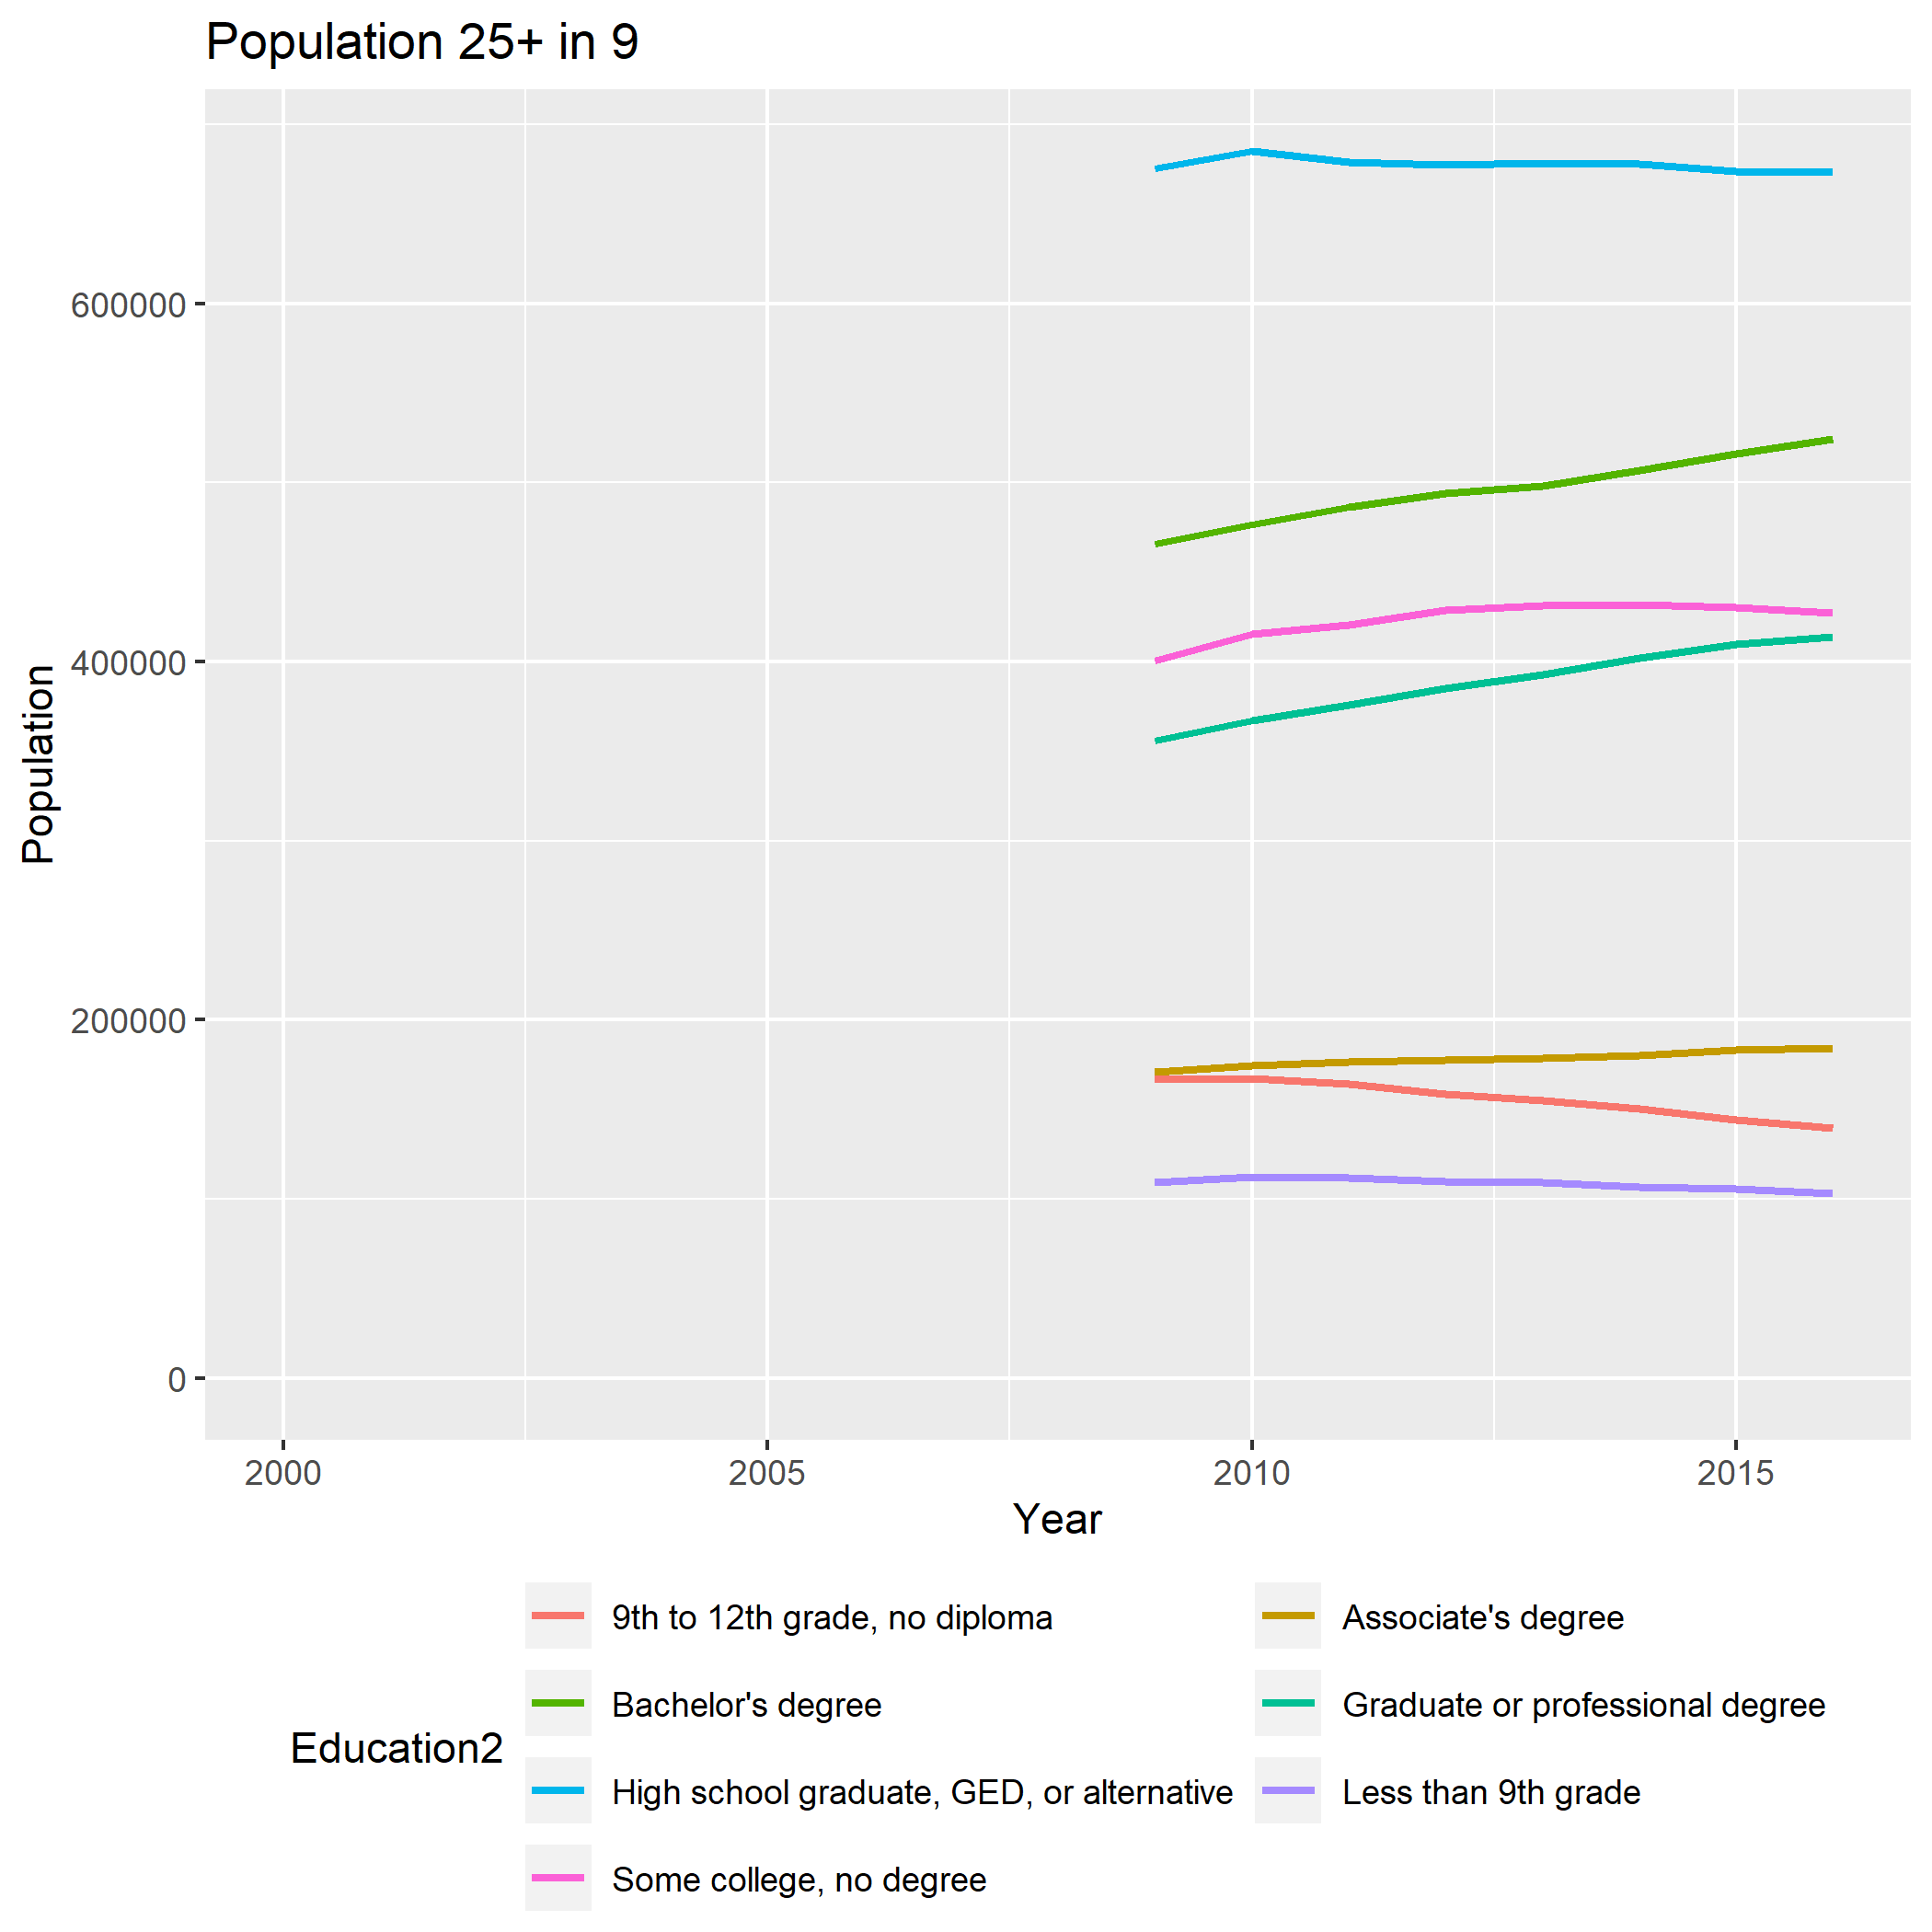 Population 25+ in 9
Population
600000
400000
200000
0
2000 2005 2010 2015
Year
Education2
9th to 12th grade, no diploma
Bachelor's degree
High school graduate, GED, or alternative
Some college, no degree
Associate's degree
Graduate or professional degree
Less than 9th grade